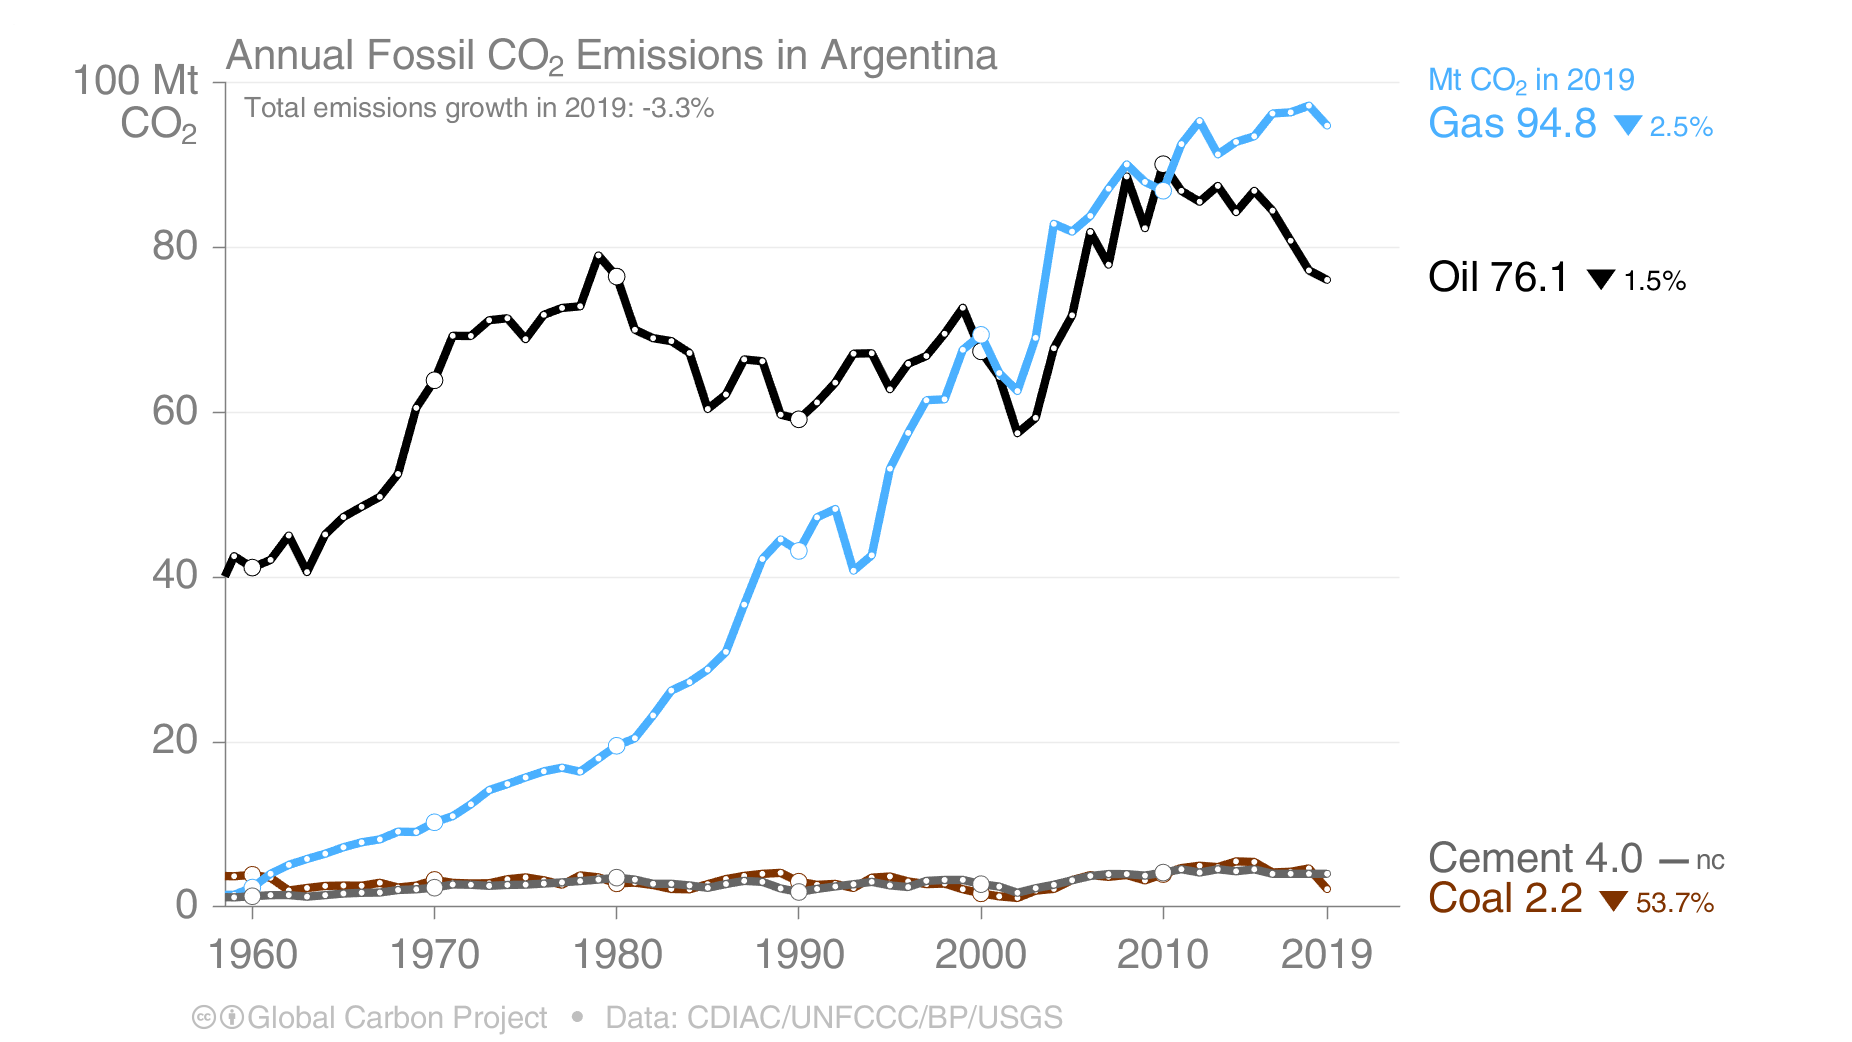 Annual Fossil CO₂ Emissions in Argentina
100 Mt
CO₂
Total emissions growth in 2019: -3.3%
Mt CO₂ in 2019
Gas 94.8 ▼ 2.5%
80
Oil 76.1 ▼ 1.5%
60
40
20
Cement 4.0 — nc
Coal 2.2 ▼ 53.7%
0
1960 1970 1980 1990 2000 2010 2019
cc Global Carbon Project • Data: CDIAC/UNFCCC/BP/USGS